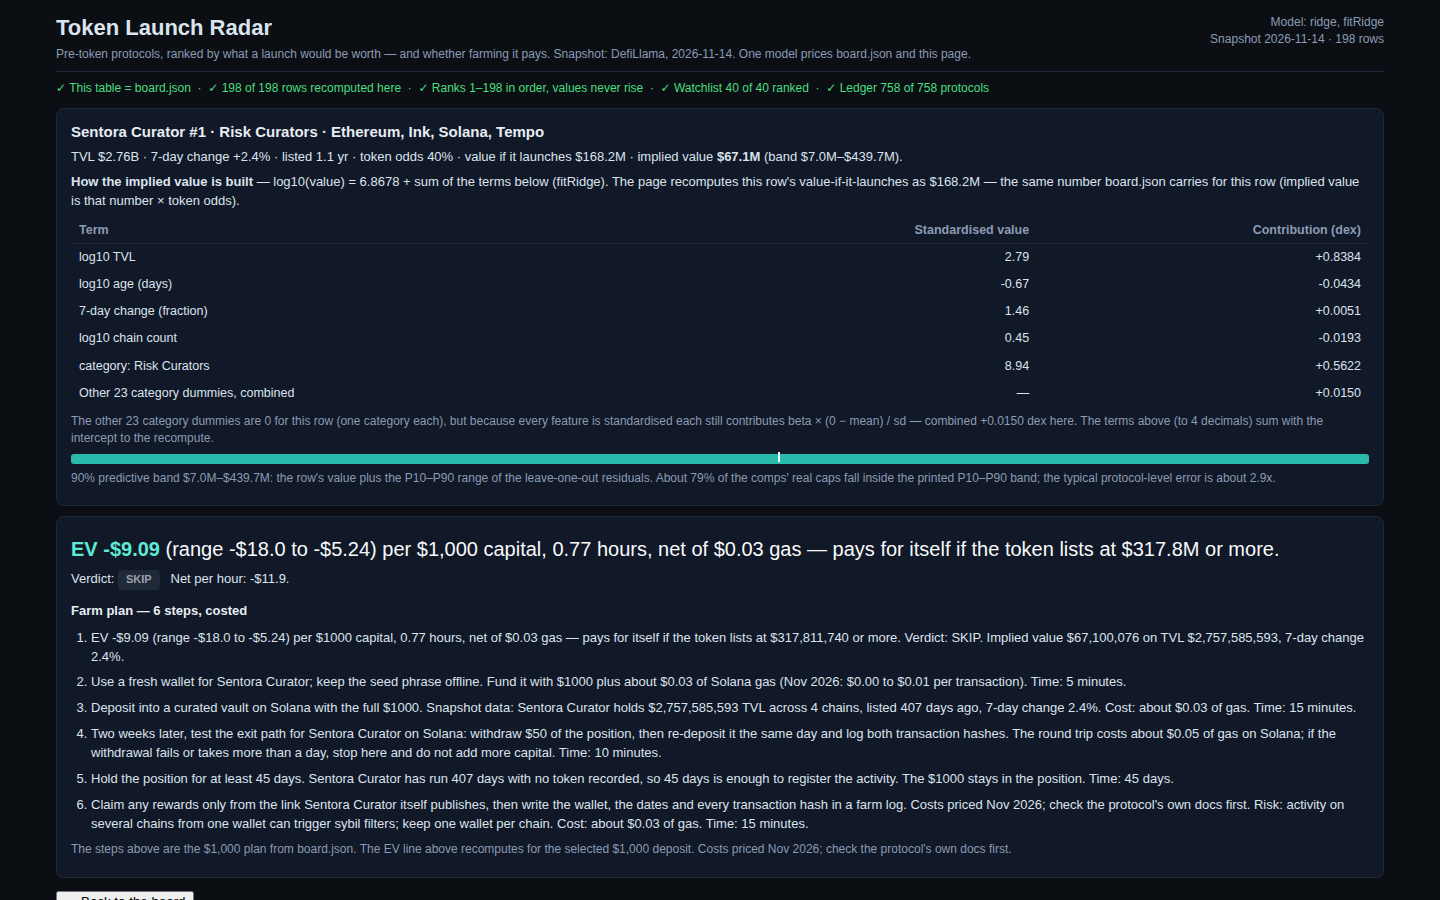 Token Launch Radar
Model: ridge, fitRidge
Snapshot 2026-11-14 · 198 rows
Pre-token protocols, ranked by what a launch would be worth — and whether farming it pays. Snapshot: DefiLlama, 2026-11-14. One model prices board.json and this page.
✓ This table = board.json · ✓ 198 of 198 rows recomputed here · ✓ Ranks 1–198 in order, values never rise · ✓ Watchlist 40 of 40 ranked · ✓ Ledger 758 of 758 protocols
Sentora Curator #1 · Risk Curators · Ethereum, Ink, Solana, Tempo
TVL $2.76B · 7-day change +2.4% · listed 1.1 yr · token odds 40% · value if it launches $168.2M · implied value $67.1M (band $7.0M–$439.7M).
How the implied value is built — log10(value) = 6.8678 + sum of the terms below (fitRidge). The page recomputes this row's value-if-it-launches as $168.2M — the same number board.json carries for this row (implied value
is that number × token odds).
Term Standardised value Contribution (dex)
log10 TVL 2.79 +0.8384
log10 age (days) -0.67 -0.0434
7-day change (fraction) 1.46 +0.0051
log10 chain count 0.45 -0.0193
category: Risk Curators 8.94 +0.5622
Other 23 category dummies, combined — +0.0150
The other 23 category dummies are 0 for this row (one category each), but because every feature is standardised each still contributes beta × (0 − mean) / sd — combined +0.0150 dex here. The terms above (to 4 decimals) sum with the
intercept to the recompute.
90% predictive band $7.0M–$439.7M: the row's value plus the P10–P90 range of the leave-one-out residuals. About 79% of the comps' real caps fall inside the printed P10–P90 band; the typical protocol-level error is about 2.9x.
EV -$9.09 (range -$18.0 to -$5.24) per $1,000 capital, 0.77 hours, net of $0.03 gas — pays for itself if the token lists at $317.8M or more.
Verdict: SKIP Net per hour: -$11.9.
Farm plan — 6 steps, costed
1. EV -$9.09 (range -$18.0 to -$5.24) per $1000 capital, 0.77 hours, net of $0.03 gas — pays for itself if the token lists at $317,811,740 or more. Verdict: SKIP. Implied value $67,100,076 on TVL $2,757,585,593, 7-day change
2.4%.
2. Use a fresh wallet for Sentora Curator; keep the seed phrase offline. Fund it with $1000 plus about $0.03 of Solana gas (Nov 2026: $0.00 to $0.01 per transaction). Time: 5 minutes.
3. Deposit into a curated vault on Solana with the full $1000. Snapshot data: Sentora Curator holds $2,757,585,593 TVL across 4 chains, listed 407 days ago, 7-day change 2.4%. Cost: about $0.03 of gas. Time: 15 minutes.
4. Two weeks later, test the exit path for Sentora Curator on Solana: withdraw $50 of the position, then re-deposit it the same day and log both transaction hashes. The round trip costs about $0.05 of gas on Solana; if the
withdrawal fails or takes more than a day, stop here and do not add more capital. Time: 10 minutes.
5. Hold the position for at least 45 days. Sentora Curator has run 407 days with no token recorded, so 45 days is enough to register the activity. The $1000 stays in the position. Time: 45 days.
6. Claim any rewards only from the link Sentora Curator itself publishes, then write the wallet, the dates and every transaction hash in a farm log. Costs priced Nov 2026; check the protocol's own docs first. Risk: activity on
several chains from one wallet can trigger sybil filters; keep one wallet per chain. Cost: about $0.03 of gas. Time: 15 minutes.
The steps above are the $1,000 plan from board.json. The EV line above recomputes for the selected $1,000 deposit. Costs priced Nov 2026; check the protocol's own docs first.
Back to the board